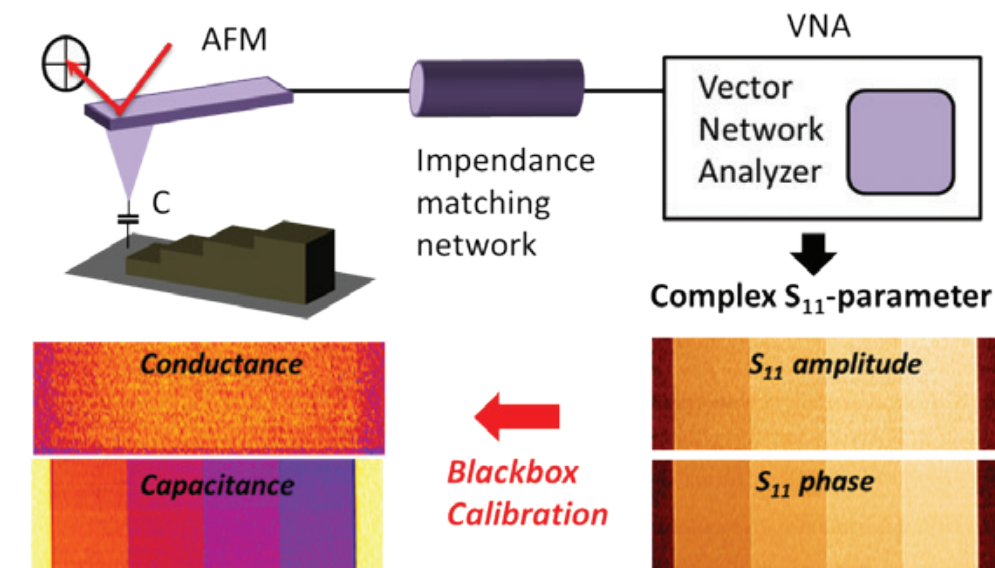 AFM
VNA
Vector
Network
Analyzer
Impendance
matching
network
C
Complex S₁₁-parameter
Conductance
S₁₁ amplitude
Blackbox
Calibration
Capacitance
S₁₁ phase